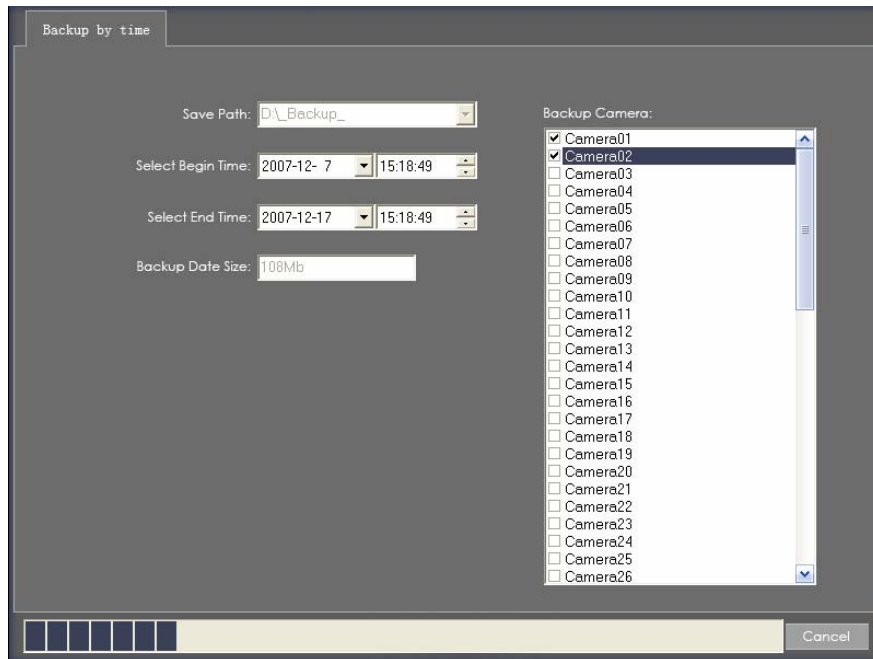 Backup by time
Save Path: D:\_Backup_
Select Begin Time: 2007-12- 7 15:18:49
Select End Time: 2007-12-17 15:18:49
Backup Date Size: 108Mb
Backup Camera:
Camera01
Camera02
Camera03
Camera04
Camera05
Camera06
Camera07
Camera08
Camera09
Camera10
Camera11
Camera12
Camera13
Camera14
Camera15
Camera16
Camera17
Camera18
Camera19
Camera20
Camera21
Camera22
Camera23
Camera24
Camera25
Camera26
Cancel